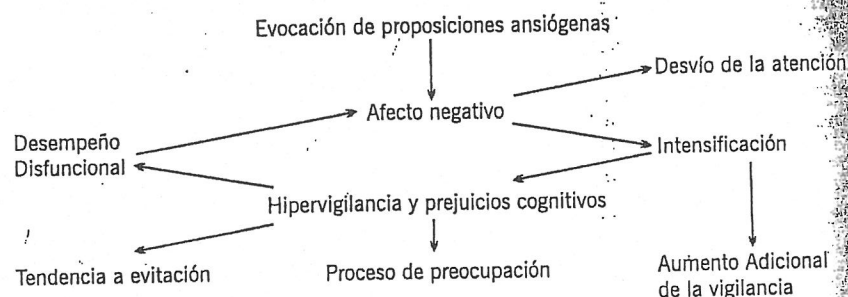 Evocación de proposiciones ansiógenas
Desvío de la atención
Afecto negativo
Desempeño
Disfuncional
Intensificación
Hipervigilancia y prejuicios cognitivos
Tendencia a evitación
Proceso de preocupación
Aumento Adicional
de la vigilancia